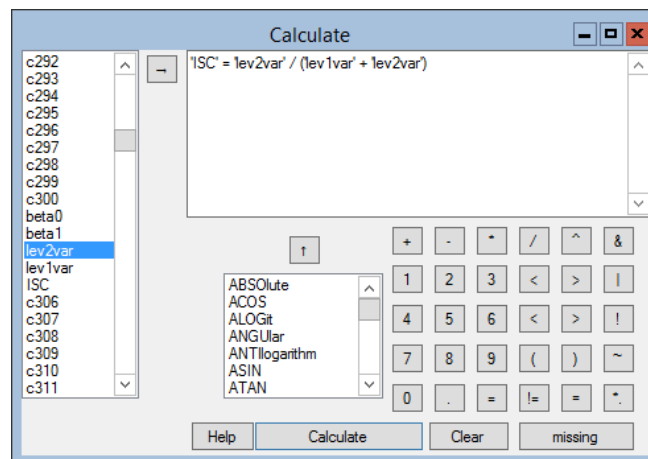 Calculate
c292
c293
c294
c295
c296
c297
c298
c299
c300
beta0
beta1
lev2var
lev1var
ISC
c306
c307
c308
c309
c310
c311
→
'ISC' = 'lev2var' / ('lev1var' + 'lev2var')
↑
ABSOlute
ACOS
ALOGit
ANGUlar
ANTIlogarithm
ASIN
ATAN
+ - * / ^ &
1 2 3 < > |
4 5 6 < > !
7 8 9 ( ) ~
0 . = != = *.
Help Calculate Clear missing